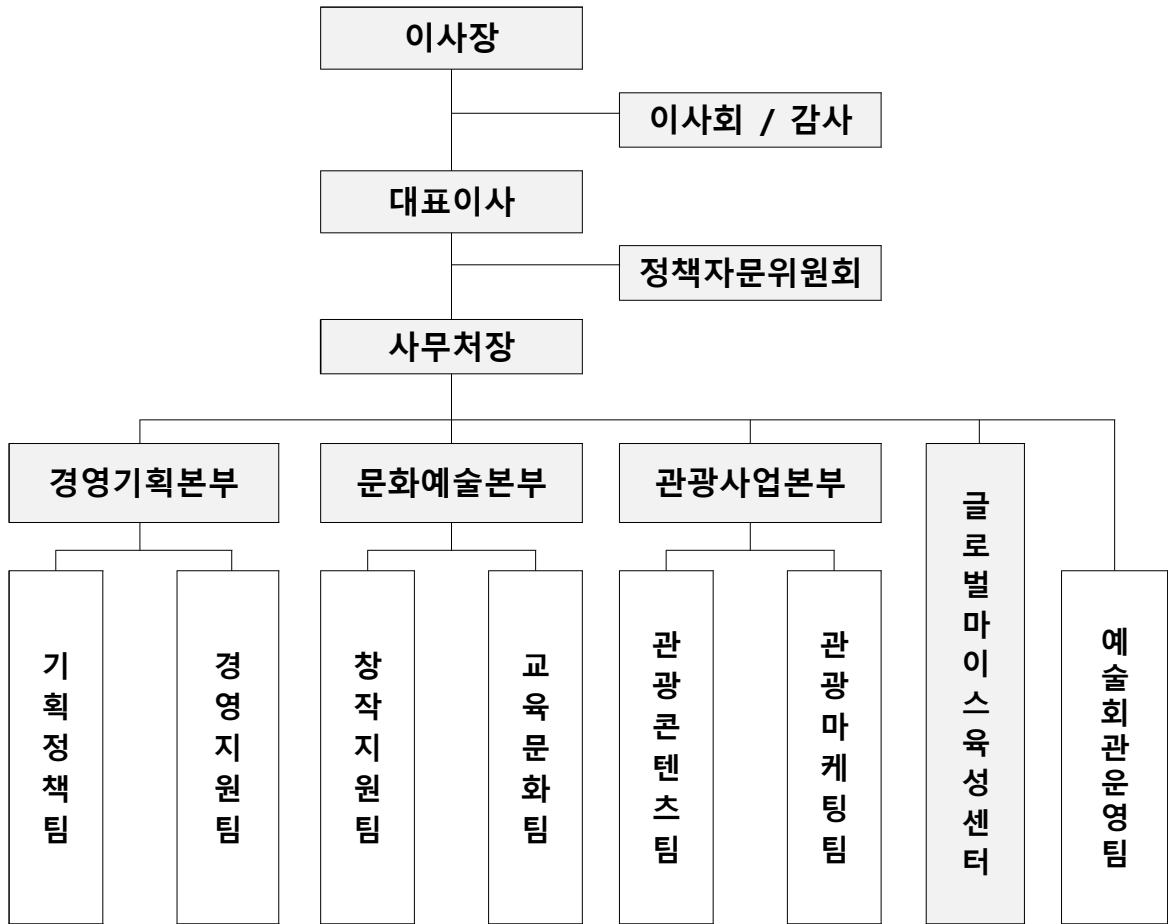 이사장
이사회 / 감사
대표이사
정책자문위원회
사무처장
경영기획본부
문화예술본부
관광사업본부
글로벌마이스육성센터
예술회관운영팀
기획정책팀
경영지원팀
창작지원팀
교육문화팀
관광콘텐츠팀
관광마케팅팀